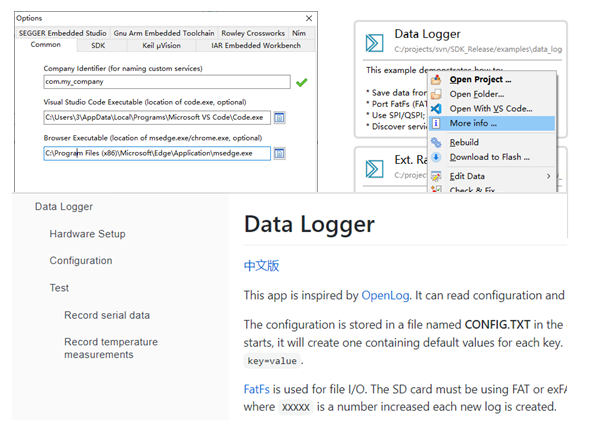 Options
SEGGER Embedded Studio
Gnu Arm Embedded Toolchain
Rowley Crossworks
Nim
Common
SDK
Keil µVision
IAR Embedded Workbench
Company Identifier (for naming custom services)
com.my_company
Visual Studio Code Executable (location of code.exe, optional)
C:\Users\3\AppData\Local\Programs\Microsoft VS Code\Code.exe
Browser Executable (location of msedge.exe/chrome.exe, optional)
C:\Program Files (x86)\Microsoft\Edge\Application\msedge.exe
Data Logger
C:/projects/svn/SDK_Release/examples\data_log
This example demonstrates how to:
* Save data from
* Port FatFs (FAT
* Use SPI/QSPI;
* Discover service
Open Project ...
Open Folder...
Open With VS Code...
More info ...
Rebuild
Download to Flash ...
Edit Data
Check & Fix
Ext. Ra
C:/project
Data Logger
Hardware Setup
Configuration
Test
Record serial data
Record temperature
measurements
Data Logger
中文版
This app is inspired by OpenLog. It can read configuration and
The configuration is stored in a file named CONFIG.TXT in the
starts, it will create one containing default values for each key.
key=value.
FatFs is used for file I/O. The SD card must be using FAT or exFA
where XXXXX is a number increased each new log is created.